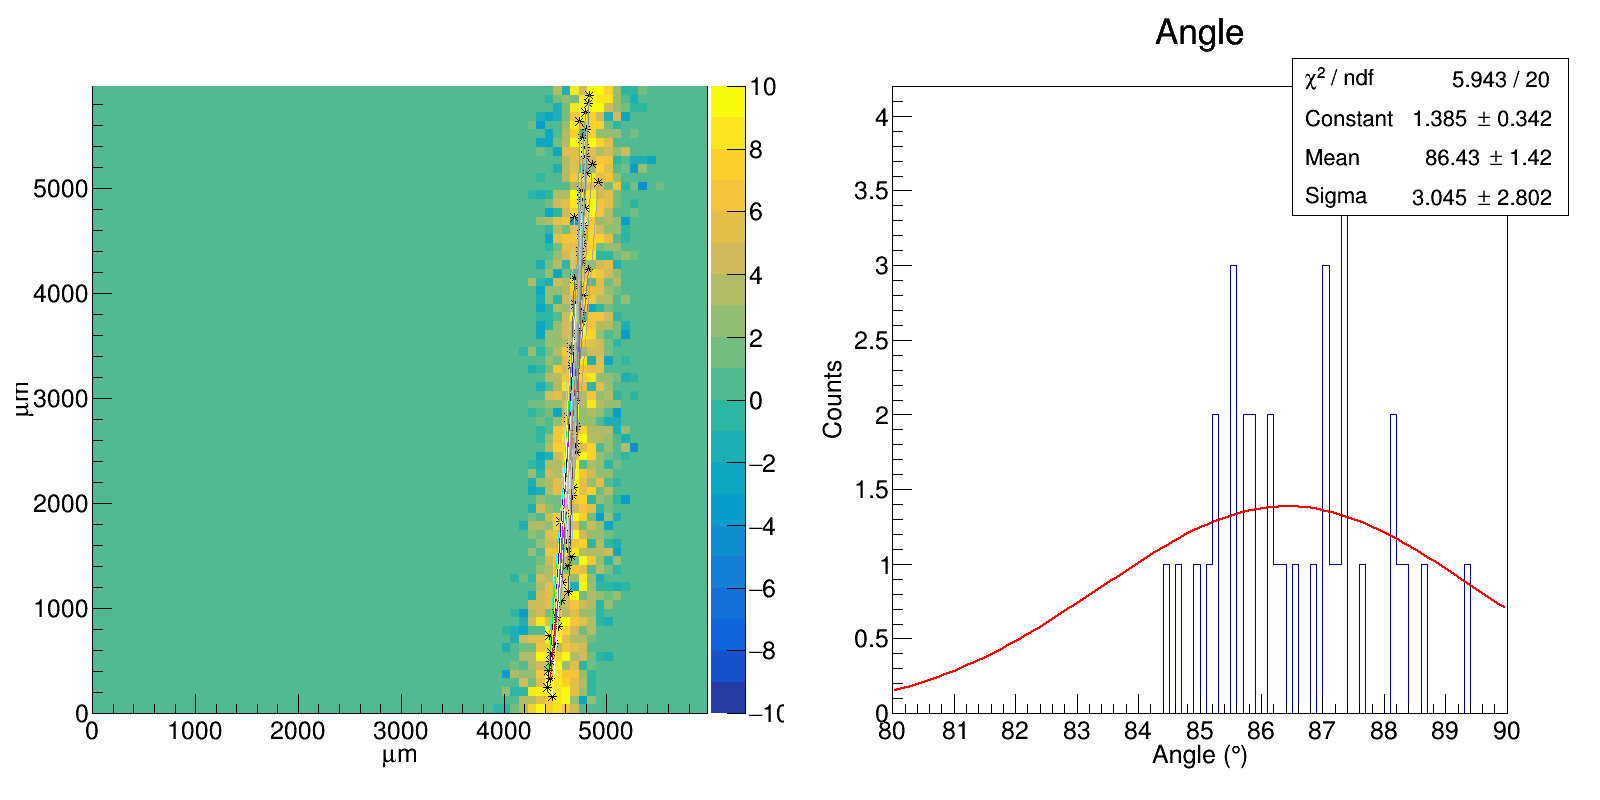 Angle
χ² / ndf 5.943 / 20
Constant 1.385 ± 0.342
Mean 86.43 ± 1.42
Sigma 3.045 ± 2.802
μm
5000
4000
3000
2000
1000
0
0 1000 2000 3000 4000 5000
μm
10
8
6
4
2
0
−2
−4
−6
−8
−10
Counts
4
3.5
3
2.5
2
1.5
1
0.5
0
80 81 82 83 84 85 86 87 88 89 90
Angle (°)